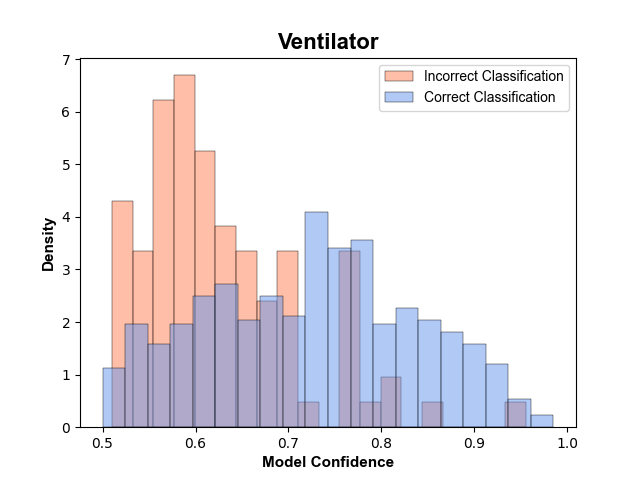 Ventilator
Incorrect Classification
Correct Classification
Density
7
6
5
4
3
2
1
0
0.5 0.6 0.7 0.8 0.9 1.0
Model Confidence